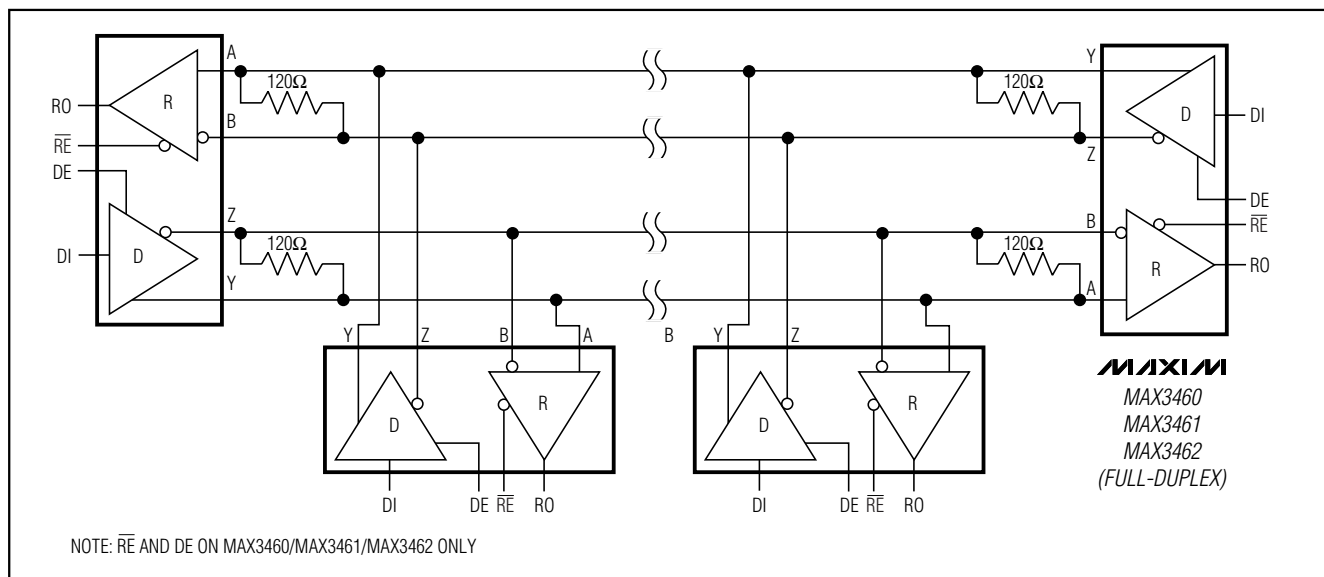 A
120Ω
Y
120Ω
RO
R
D
DI
B
RE
Z
DE
DE
Z
B
RE
120Ω
120Ω
DI
D
R
RO
Y
A
Y Z B A B Y Z
MAXIM
MAX3460
MAX3461
MAX3462
(FULL-DUPLEX)
D R D R
DI DE RE RO DI DE RE RO
NOTE: RE AND DE ON MAX3460/MAX3461/MAX3462 ONLY